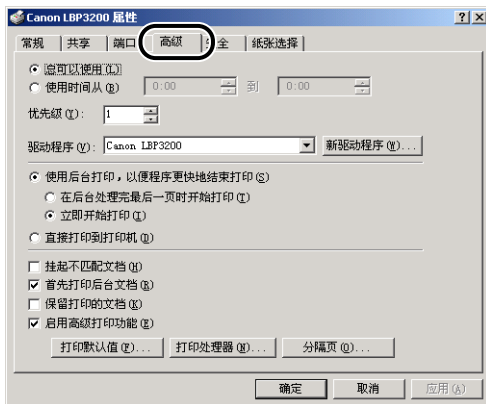 Canon LBP3200 属性
常规 共享 端口 高级 安全 纸张选择
总可以使用(L)
使用时间从(B) 0:00 到 0:00
优先级(Y): 1
驱动程序(V): Canon LBP3200 新驱动程序(W)...
使用后台打印，以便程序更快地结束打印(S)
在后台处理完最后一页时开始打印(T)
立即开始打印(I)
直接打印到打印机(D)
挂起不匹配文档(H)
首先打印后台文档(R)
保留打印的文档(K)
启用高级打印功能(E)
打印默认值(F)... 打印处理器(N)... 分隔页(O)...
确定 取消 应用(A)